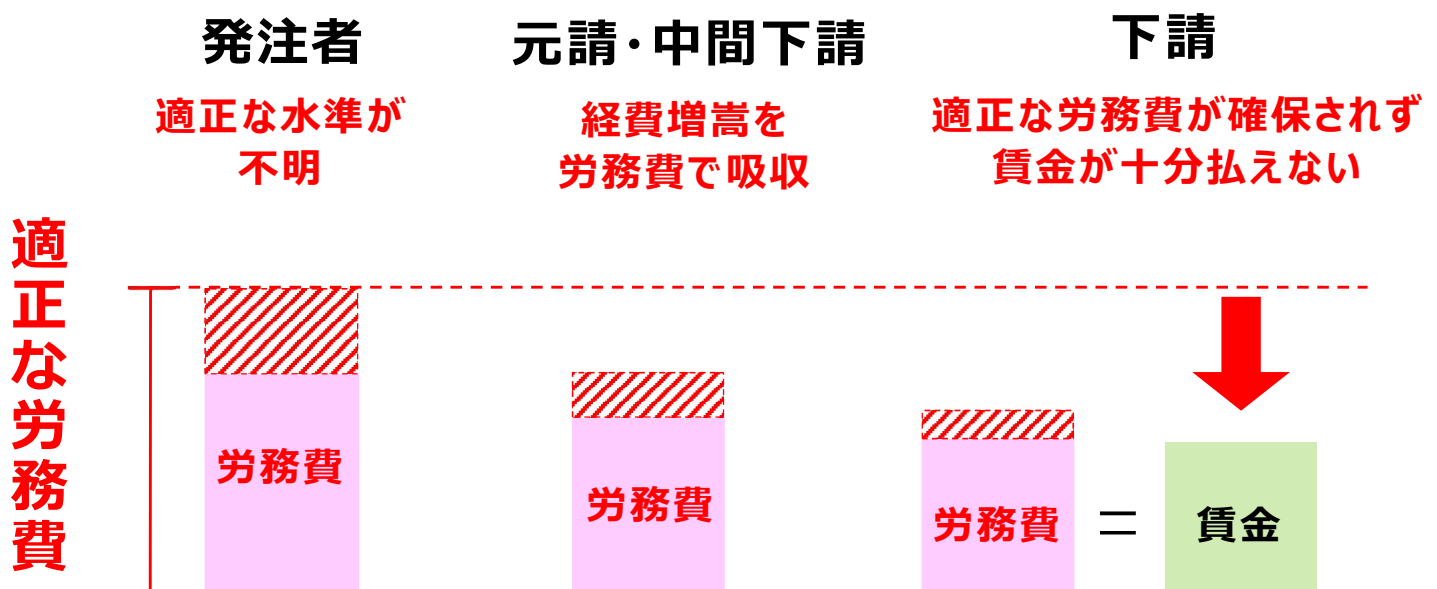 発注者
適正な水準が
不明
元請・中間下請
経費増嵩を
労務費で吸収
下請
適正な労務費が確保されず
賃金が十分払えない
適正な労務費
労務費
労務費
労務費
=
賃金